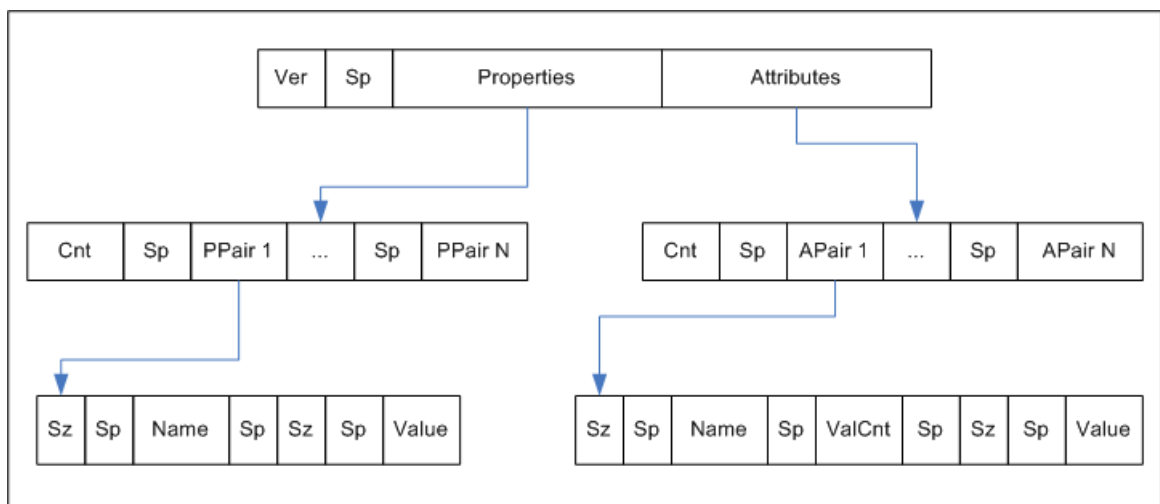 Ver Sp Properties Attributes
Cnt Sp PPair 1 ... Sp PPair N
Cnt Sp APair 1 ... Sp APair N
Sz Sp Name Sp Sz Sp Value
Sz Sp Name Sp ValCnt Sp Sz Sp Value